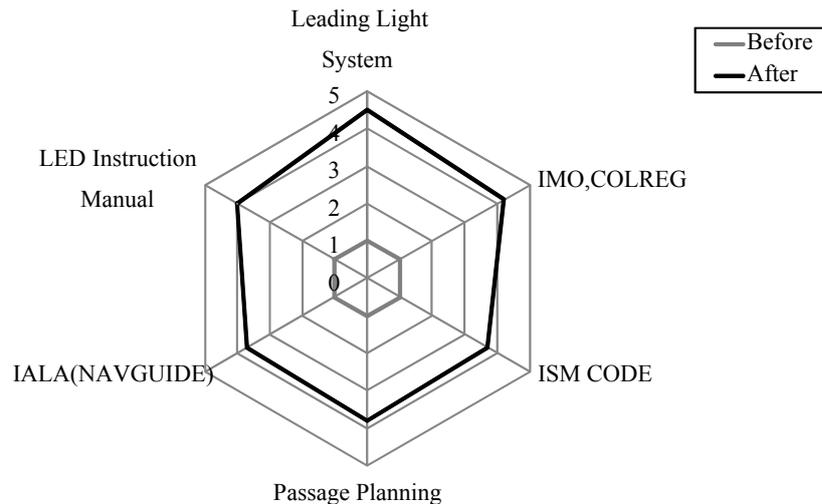 Leading Light
System
Before
After
5
4
3
2
1
0
LED Instruction
Manual
IMO,COLREG
IALA(NAVGUIDE)
ISM CODE
Passage Planning